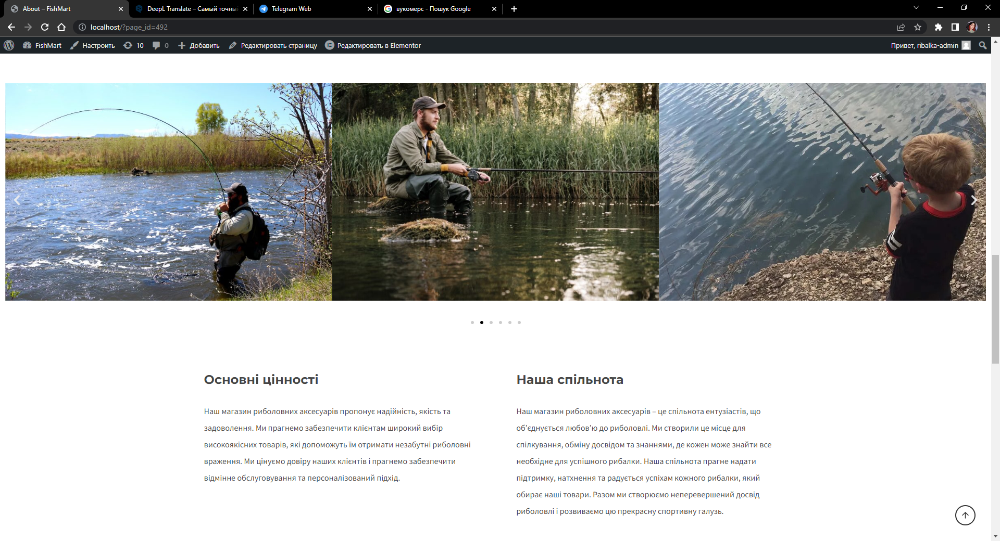 About – FishMart
DeepL Translate – Самый точны
Telegram Web
вукомерс - Пошук Google
localhost/?page_id=492
FishMart
Настроить
10
0
Добавить
Редактировать страницу
Редактировать в Elementor
Привет, ribalka-admin
Основні цінності
Наш магазин риболовних аксесуарів пропонує надійність, якість та
задоволення. Ми прагнемо забезпечити клієнтам широкий вибір
високоякісних товарів, які допоможуть їм отримати незабутні риболовні
враження. Ми цінуємо довіру наших клієнтів і прагнемо забезпечити
відмінне обслуговування та персоналізований підхід.
Наша спільнота
Наш магазин риболовних аксесуарів – це спільнота ентузіастів, що
об’єднується любов’ю до риболовлі. Ми створили це місце для
спілкування, обміну досвідом та знаннями, де кожен може знайти все
необхідне для успішного рибалки. Наша спільнота прагне надати
підтримку, натхнення та радується успіхам кожного рибалки, який
обирає наші товари. Разом ми створюємо неперевершений досвід
риболовлі і розвиваємо цю прекрасну спортивну галузь.